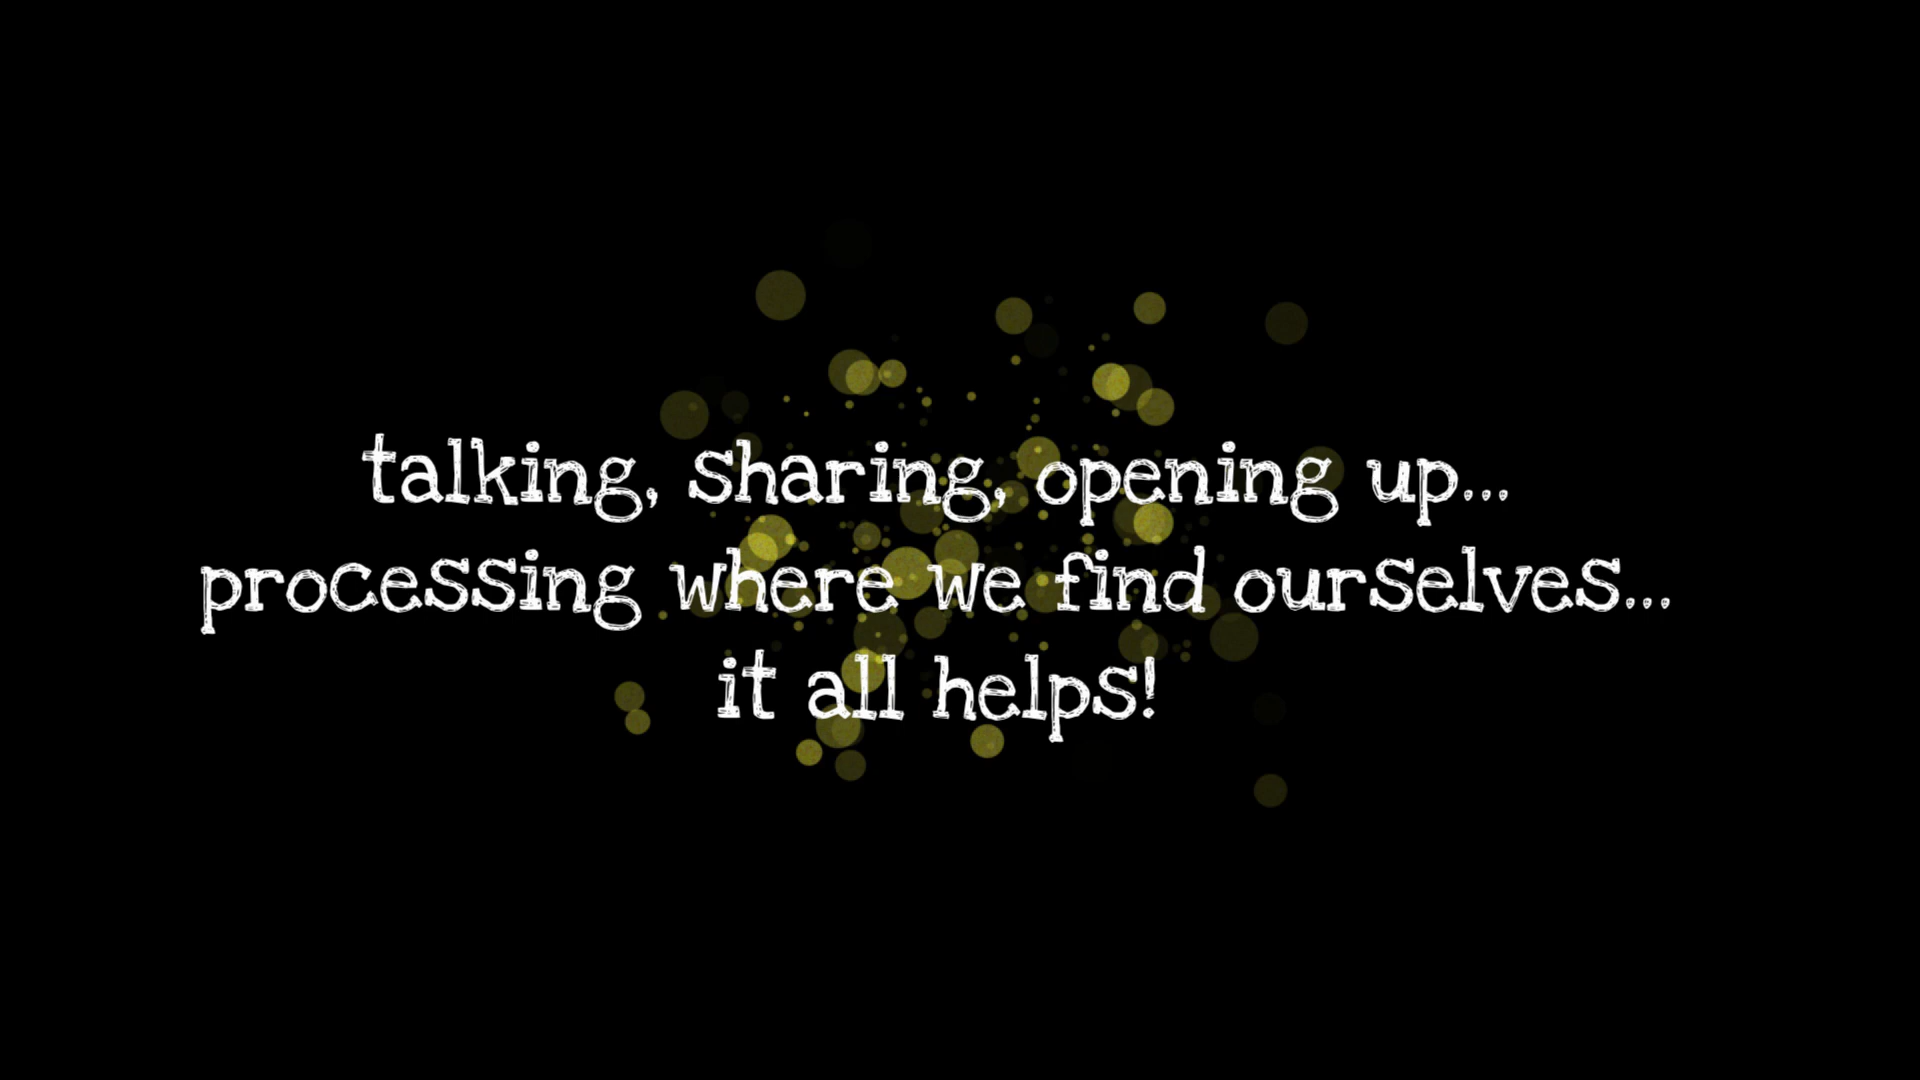 talking, sharing, opening up...
processing where we find ourselves...
it all helps!